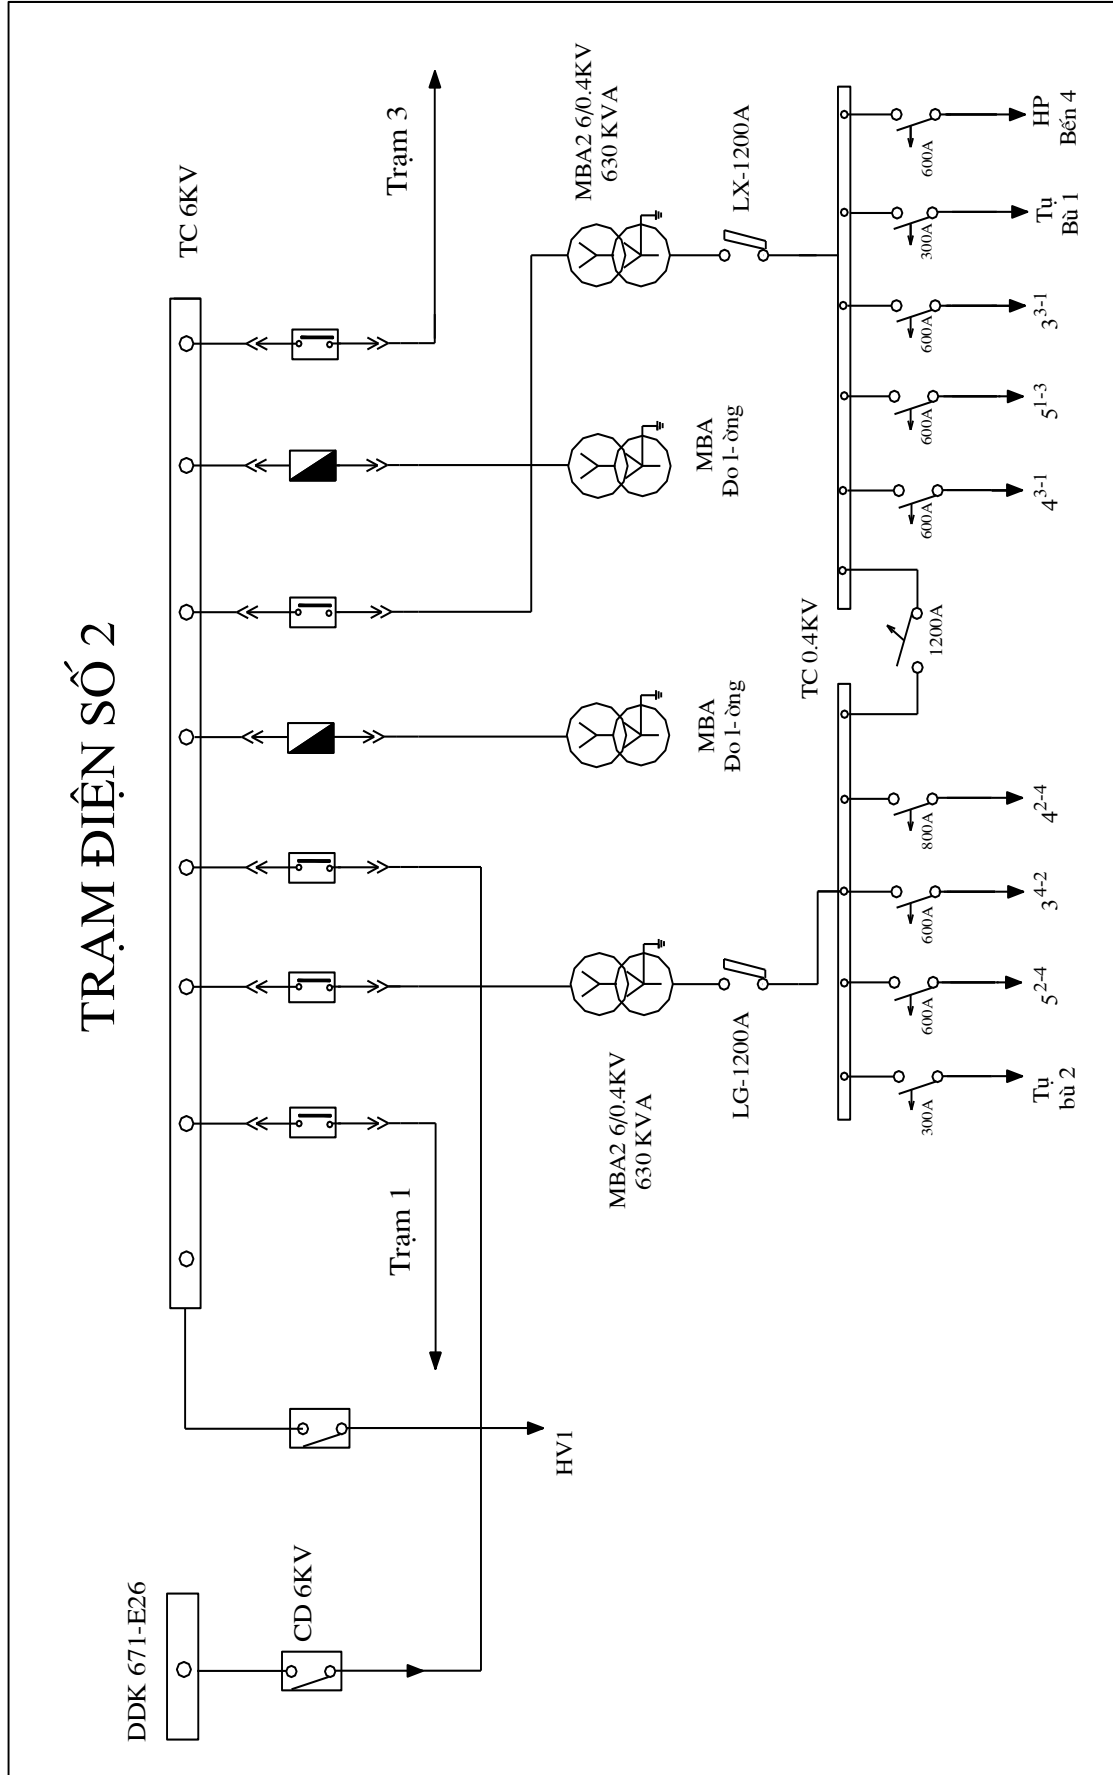 TRẠM ĐIỆN SỐ 2
DDK 671-E26
CD 6KV
HV1
TC 6KV
Trạm 1
Trạm 3
MBA2 6/0.4KV
630 KVA
LG-1200A
MBA
Đo l- ờng
MBA
Đo l- ờng
MBA2 6/0.4KV
630 KVA
LX-1200A
TC 0.4KV
300A
600A
600A
800A
1200A
600A
600A
600A
300A
600A
Tụ
bù 2
5²⁻⁴
3⁴⁻²
4²⁻⁴
4³⁻¹
5¹⁻³
3³⁻¹
Tụ
Bù 1
HP
Bến 4